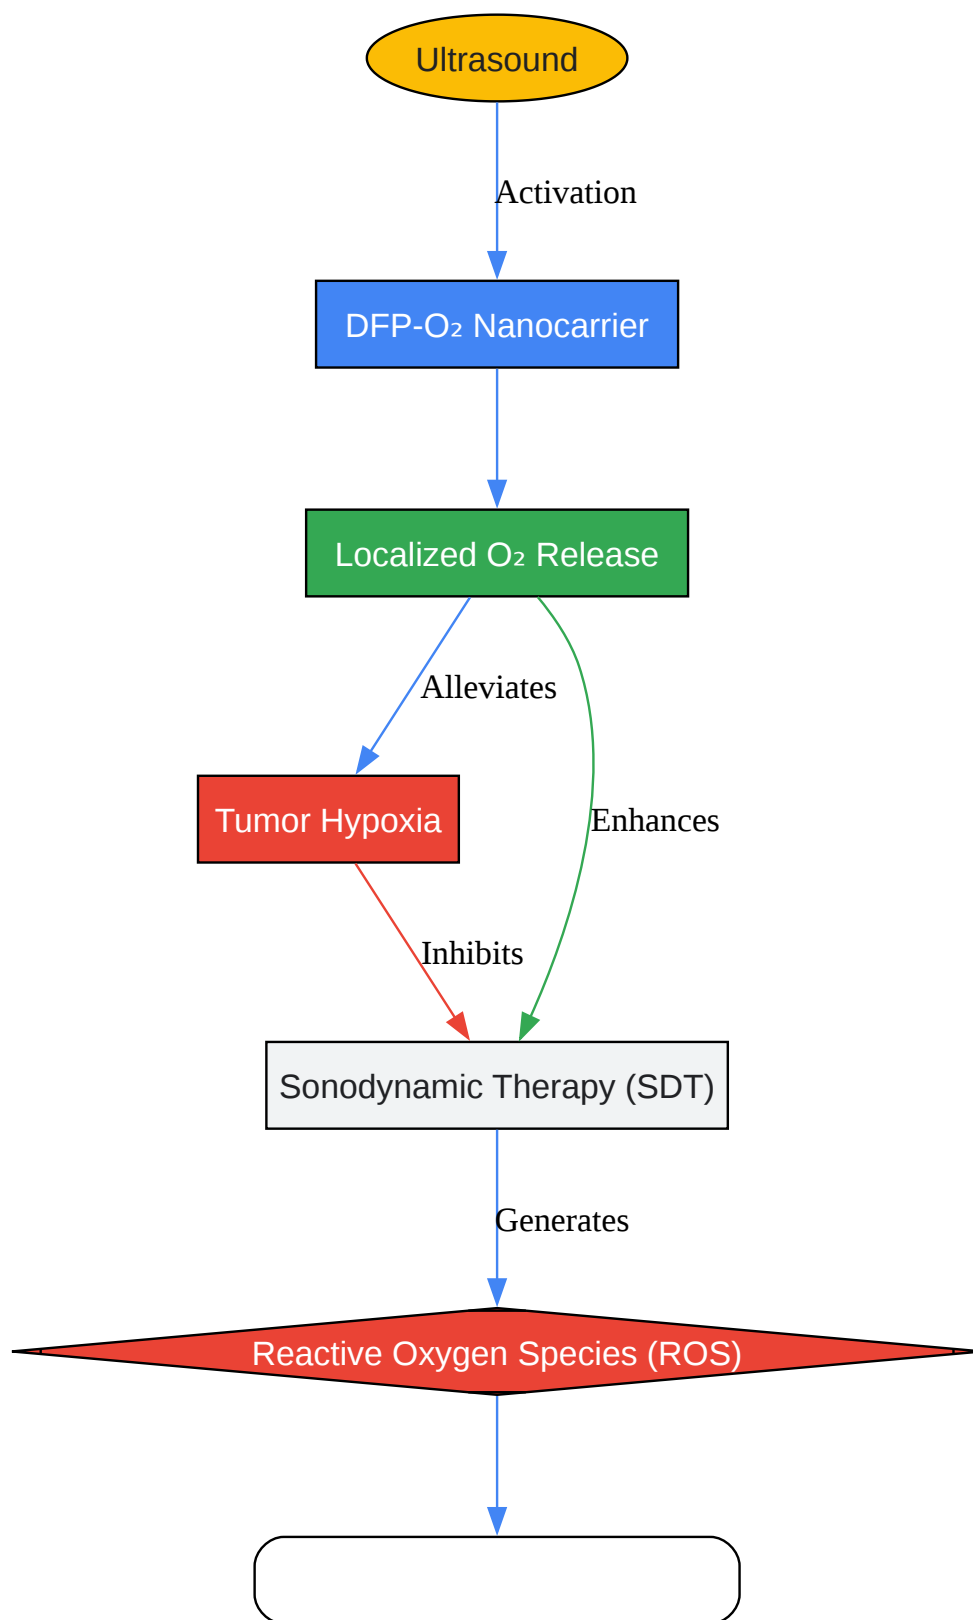 Ultrasound
Activation
DFP-O₂ Nanocarrier
Localized O₂ Release
Alleviates
Tumor Hypoxia
Enhances
Inhibits
Sonodynamic Therapy (SDT)
Generates
Reactive Oxygen Species (ROS)